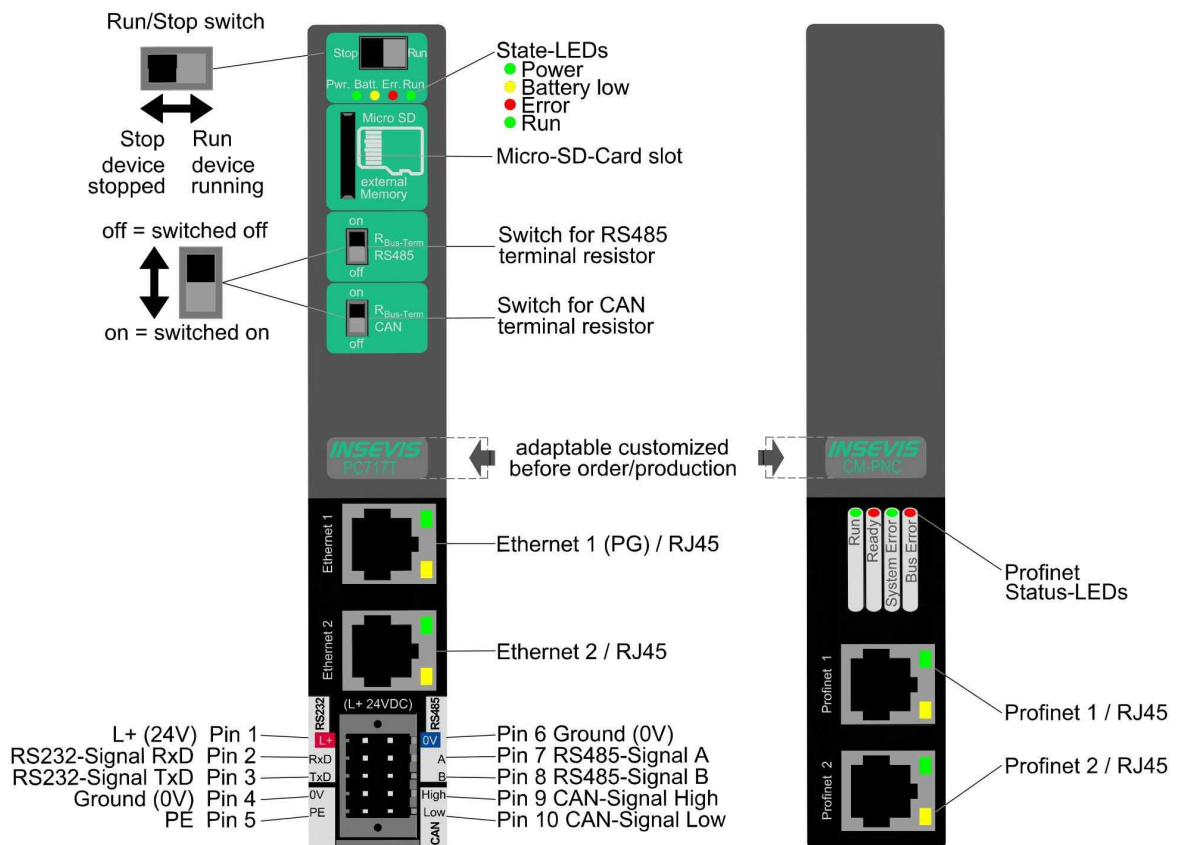 Run/Stop switch
Stop
device
stopped
Run
device
running
off = switched off
on = switched on
Stop
Run
Pwr. Batt. Err. Run
Micro SD
external
Memory
on
RBus-Term
RS485
off
on
RBus-Term
CAN
off
State-LEDs
Power
Battery low
Error
Run
Micro-SD-Card slot
Switch for RS485
terminal resistor
Switch for CAN
terminal resistor
INSEVIS
PC717T
adaptable customized
before order/production
INSEVIS
CM-PNC
Ethernet 1
Ethernet 1 (PG) / RJ45
Ethernet 2
Ethernet 2 / RJ45
Run
Ready
System Error
Bus Error
Profinet
Status-LEDs
Profinet 1
Profinet 1 / RJ45
Profinet 2
Profinet 2 / RJ45
RS232
(L+ 24VDC)
RS485
L+ (24V) Pin 1
RS232-Signal RxD Pin 2
RS232-Signal TxD Pin 3
Ground (0V) Pin 4
PE Pin 5
L+
RxD
TxD
0V
PE
0V
A
B
High
Low
CAN
Pin 6 Ground (0V)
Pin 7 RS485-Signal A
Pin 8 RS485-Signal B
Pin 9 CAN-Signal High
Pin 10 CAN-Signal Low